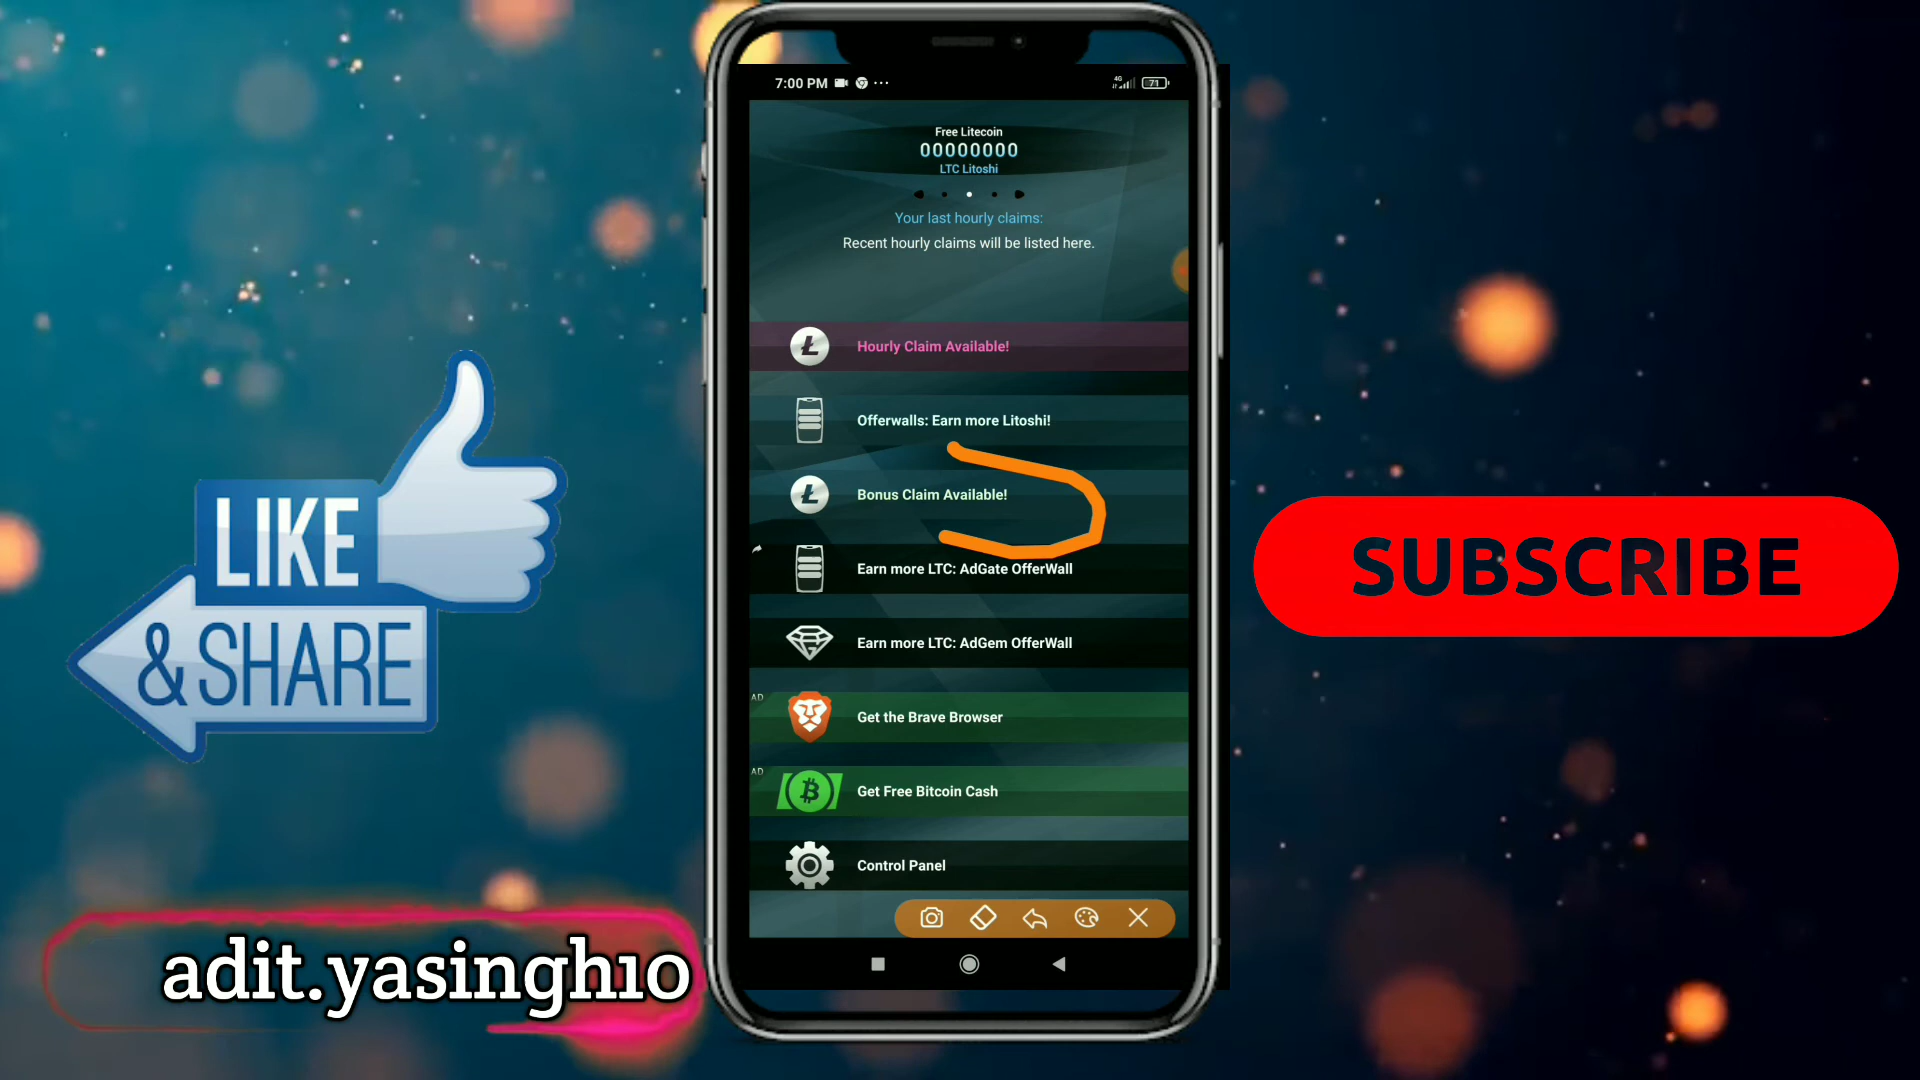 7:00 PM
4G
71
Free Litecoin
00000000
LTC Litoshi
Your last hourly claims:
Recent hourly claims will be listed here.
Hourly Claim Available!
Offerwalls: Earn more Litoshi!
Bonus Claim Available!
Earn more LTC: AdGate OfferWall
Earn more LTC: AdGem OfferWall
AD
Get the Brave Browser
AD
Get Free Bitcoin Cash
Control Panel
LIKE
& SHARE
SUBSCRIBE
adit.yasingh10